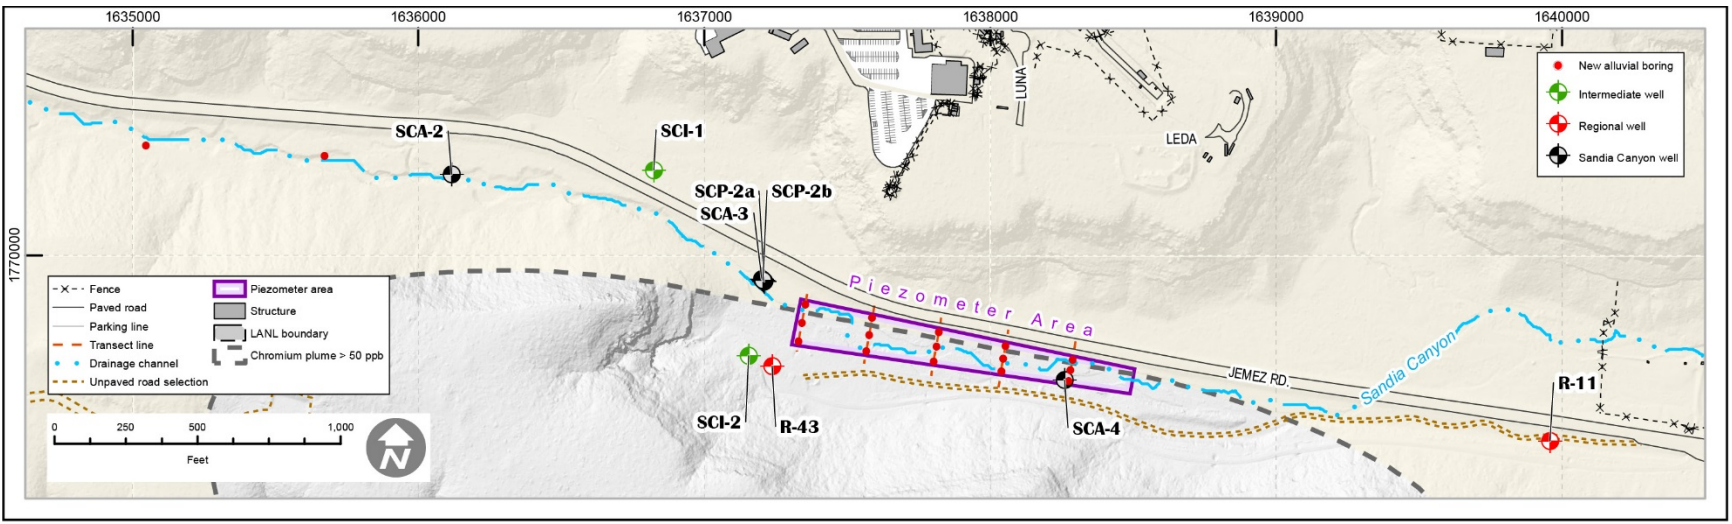 1635000 1636000 1637000 1638000 1639000 1640000
1770000
New alluvial boring
Intermediate well
Regional well
Sandia Canyon well
LUNA
LEDA
SCA-2
SCI-1
SCP-2a SCP-2b
SCA-3
Piezometer Area
Fence
Paved road
Parking line
Transect line
Drainage channel
Unpaved road selection
Piezometer area
Structure
LANL boundary
Chromium plume > 50 ppb
JEMEZ RD.
Sandia Canyon
R-11
SCI-2 R-43
SCA-4
0 250 500 1,000
Feet
N